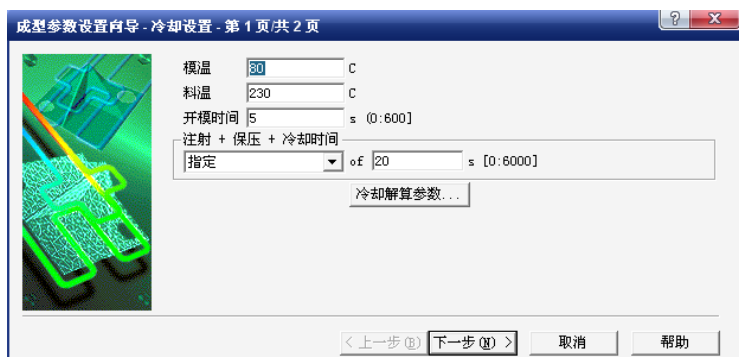 成型参数设置向导 - 冷却设置 - 第 1 页/共 2 页
模温 80 C
料温 230 C
开模时间 5 s (0:600]
注射 + 保压 + 冷却时间
指定 of 20 s [0:6000]
冷却解算参数...
< 上一步(B) 下一步(N) > 取消 帮助